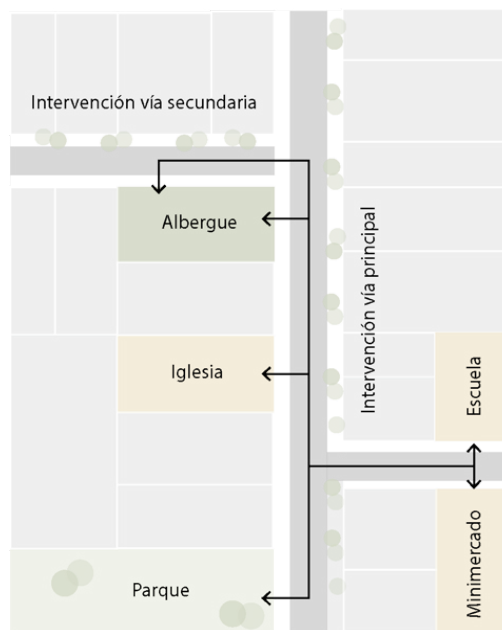 Intervención vía secundaria
Albergue
Intervención vía principal
Iglesia
Escuela
Parque
Minimercado